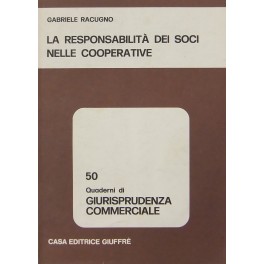 GABRIELE RACUGNO
LA RESPONSABILITÀ DEI SOCI
NELLE COOPERATIVE
50
Quaderni di
GIURISPRUDENZA
COMMERCIALE
CASA EDITRICE GIUFFRÈ